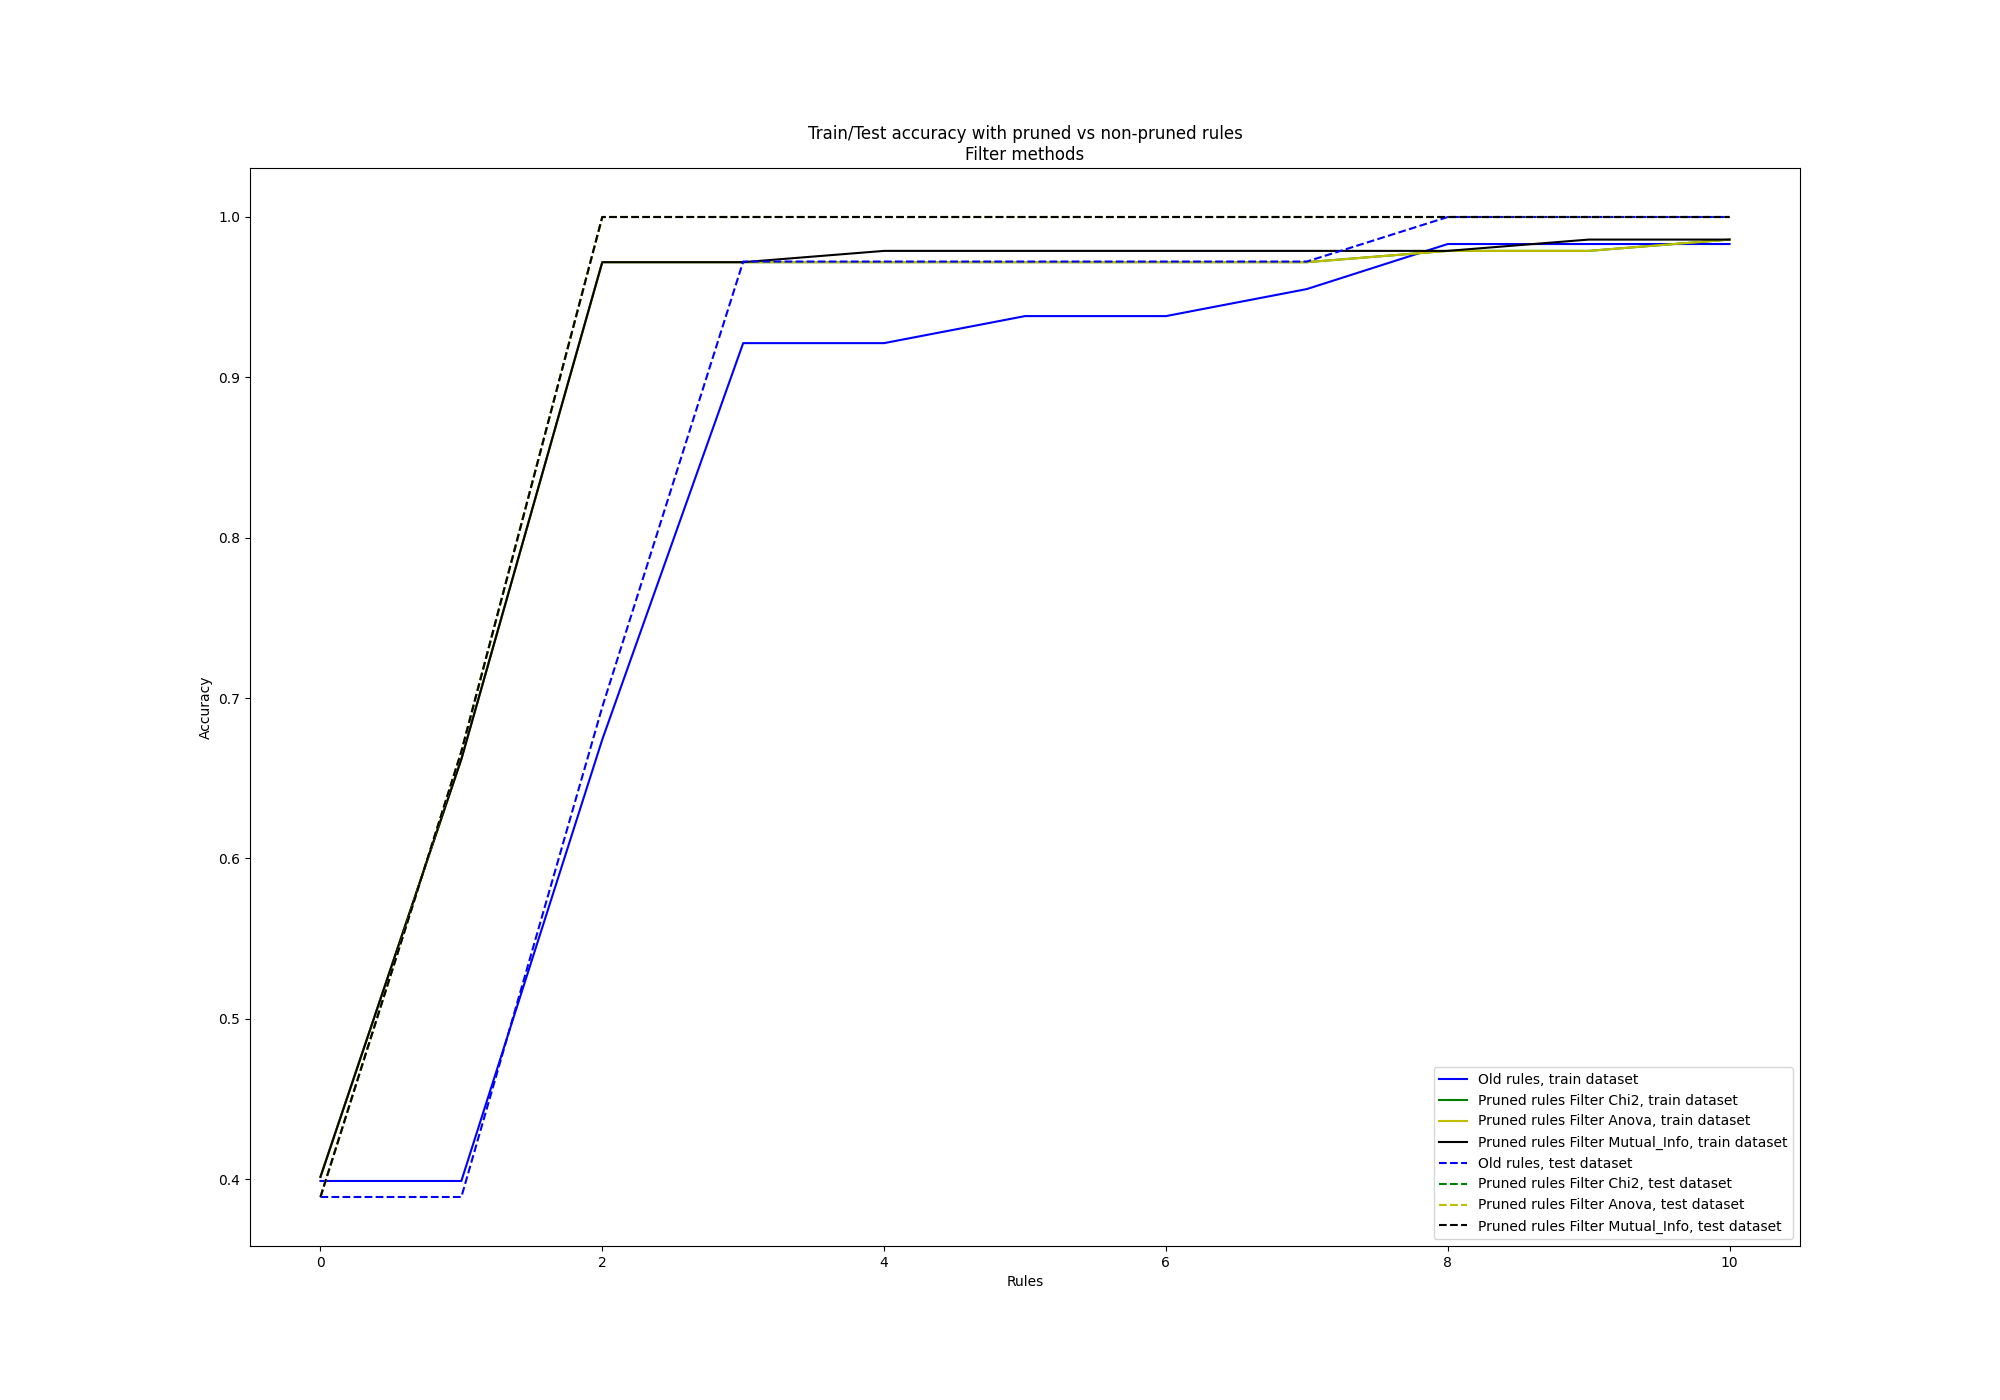 Train/Test accuracy with pruned vs non-pruned rules
Filter methods
1.0
0.9
0.8
0.7
0.6
0.5
0.4
Accuracy
Old rules, train dataset
Pruned rules Filter Chi2, train dataset
Pruned rules Filter Anova, train dataset
Pruned rules Filter Mutual_Info, train dataset
Old rules, test dataset
Pruned rules Filter Chi2, test dataset
Pruned rules Filter Anova, test dataset
Pruned rules Filter Mutual_Info, test dataset
0 2 4 6 8 10
Rules